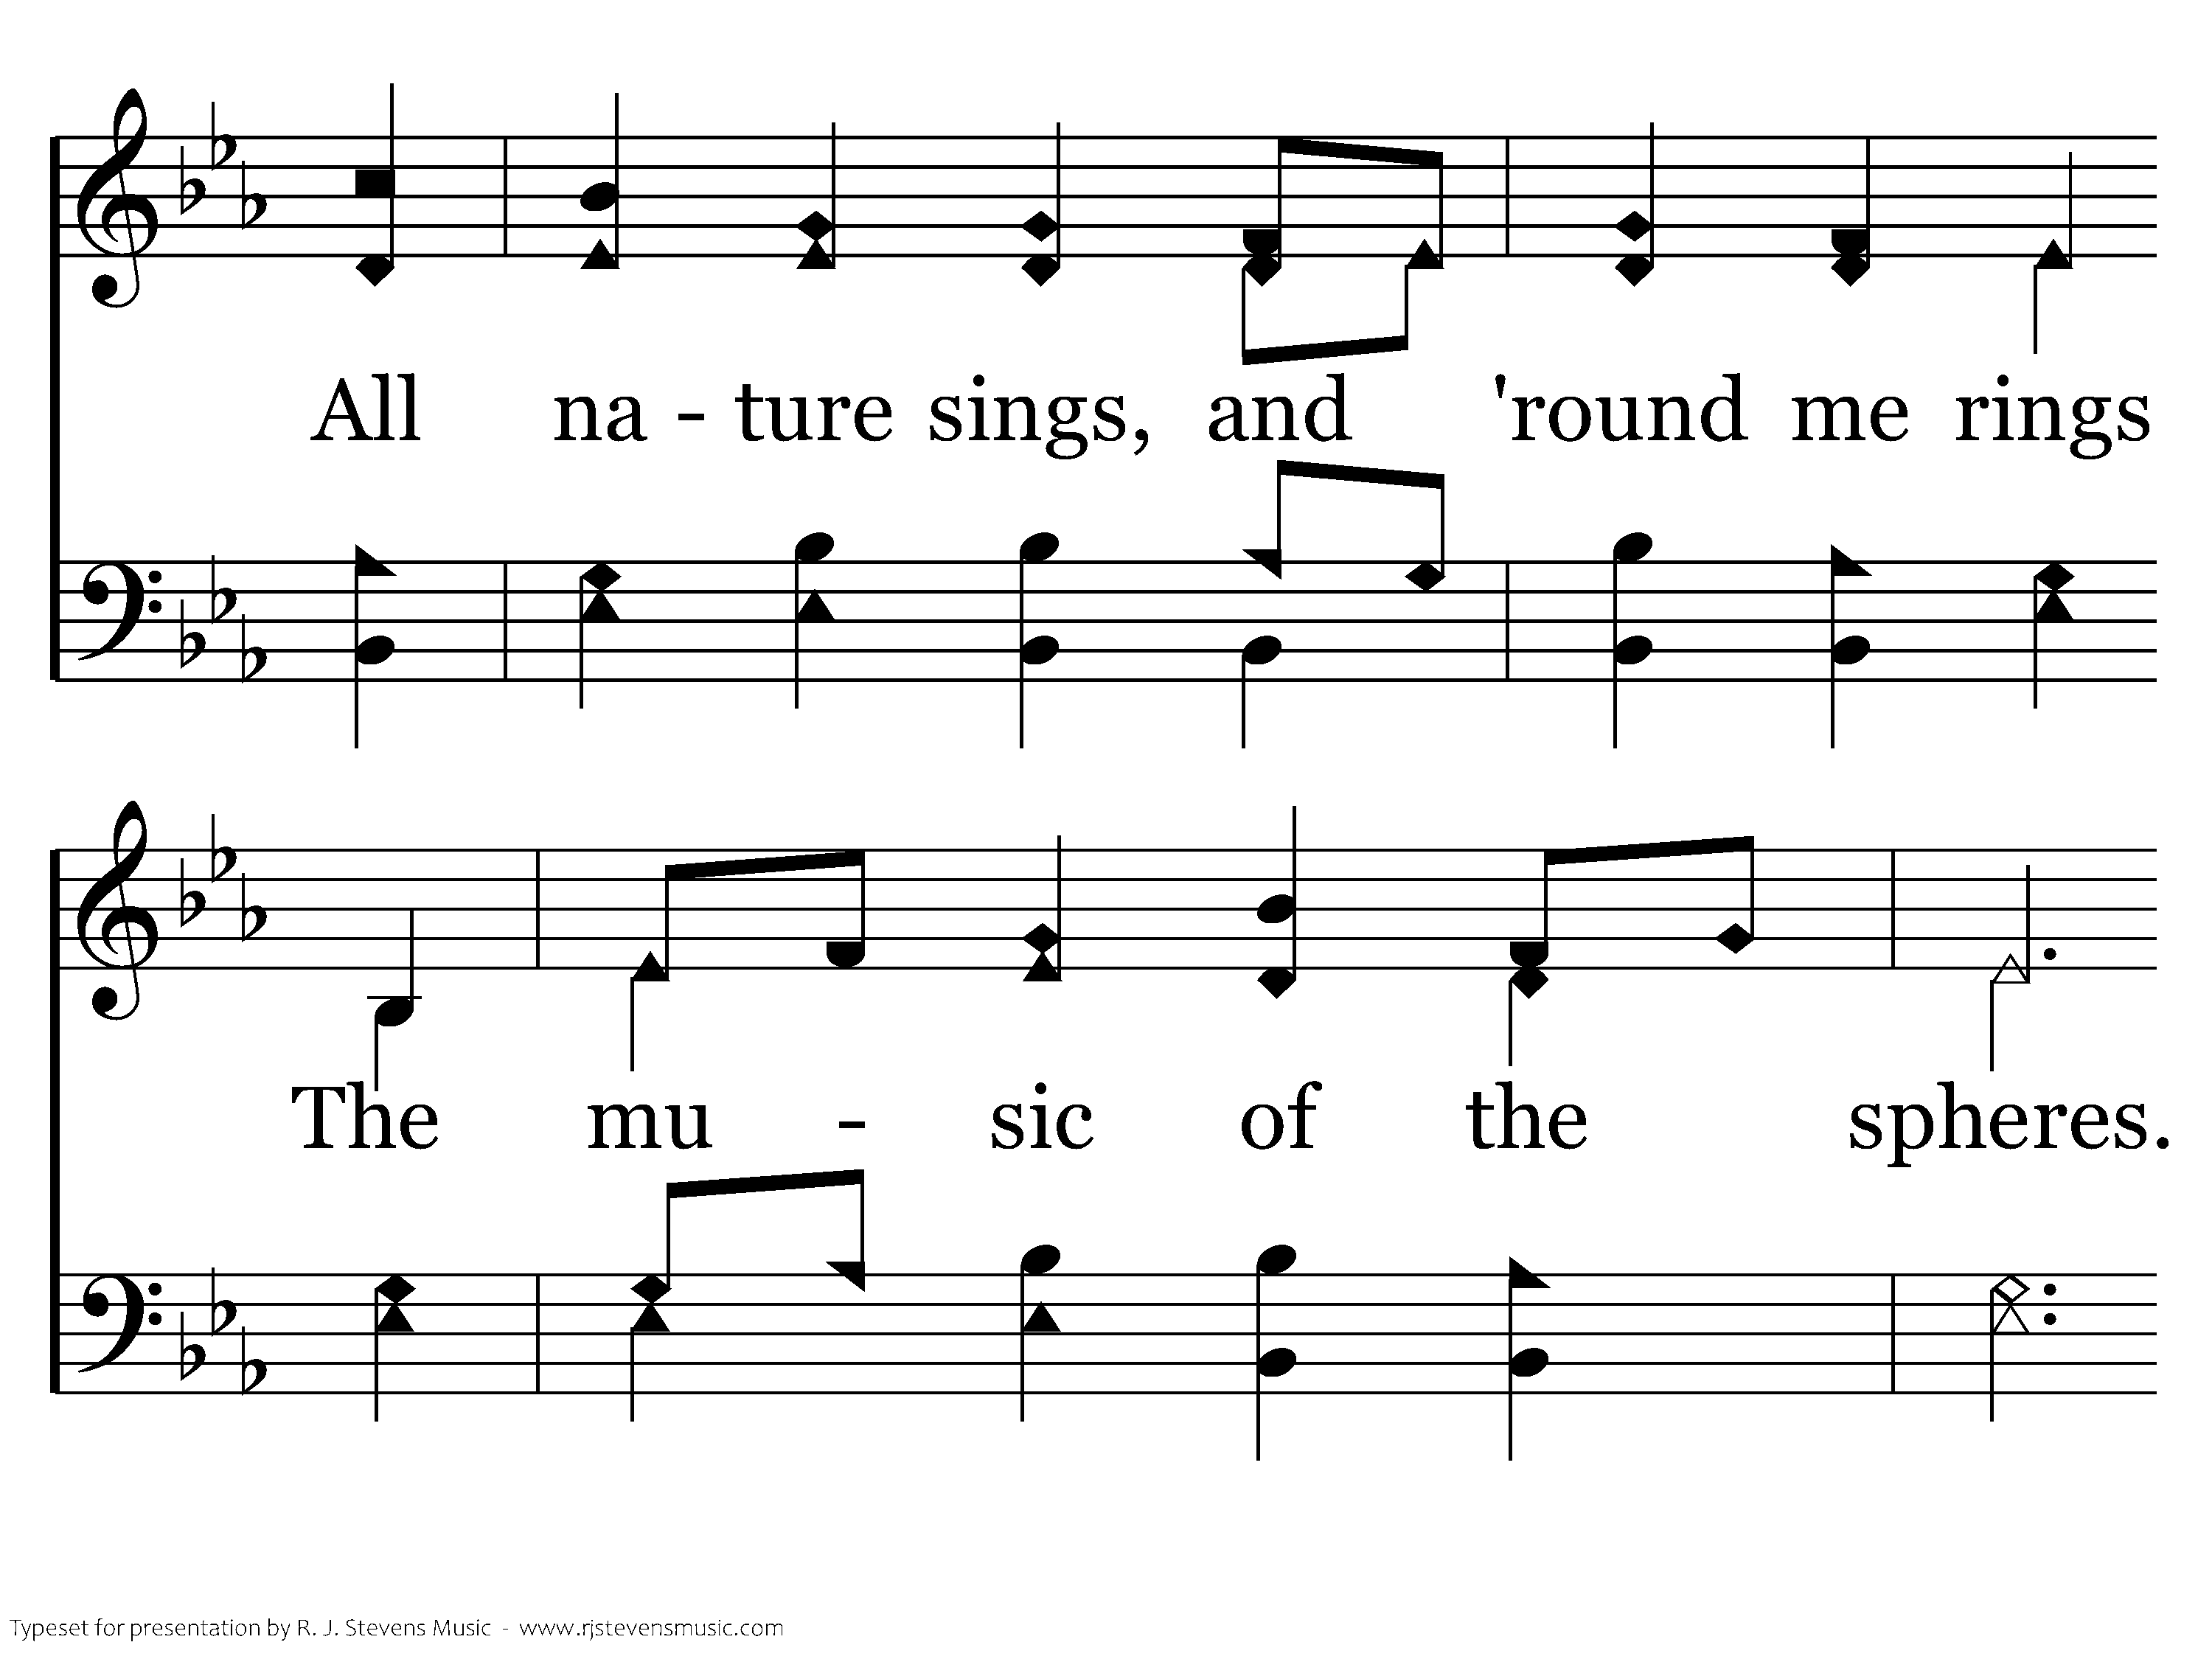 All na - ture sings, and 'round me rings
The mu - sic of the spheres.
Typeset for presentation by R. J. Stevens Music - www.rjstevensmusic.com